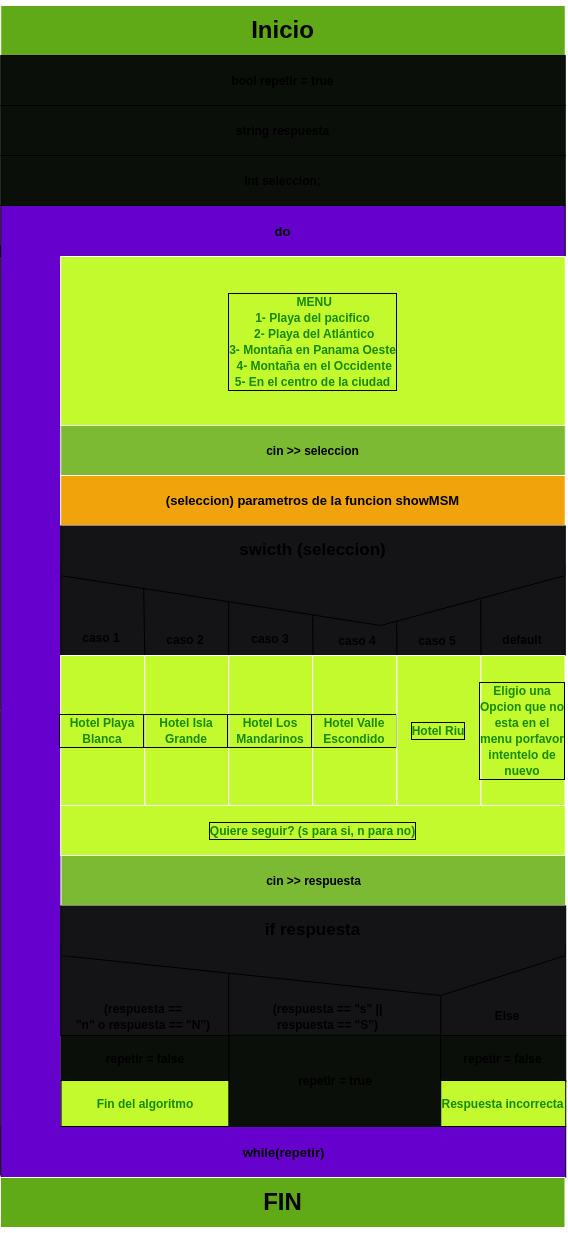 Inicio
bool repetir = true
string respuesta
Int seleccion;
do
MENU
1- Playa del pacifico
2- Playa del Atlántico
3- Montaña en Panama Oeste
4- Montaña en el Occidente
5- En el centro de la ciudad
cin >> seleccion
(seleccion) parametros de la funcion showMSM
swicth (seleccion)
caso 1
caso 2
caso 3
caso 4
caso 5
default
Hotel Playa
Blanca
Hotel Isla
Grande
Hotel Los
Mandarinos
Hotel Valle
Escondido
Hotel Riu
Eligio una
Opcion que no
esta en el
menu porfavor
intentelo de
nuevo
Quiere seguir? (s para si, n para no)
cin >> respuesta
if respuesta
(respuesta ==
"n" o respuesta == "N")
(respuesta == "s" ||
respuesta == "S")
Else
repetir = false
repetir = true
repetir = false
Fin del algoritmo
Respuesta incorrecta
while(repetir)
FIN